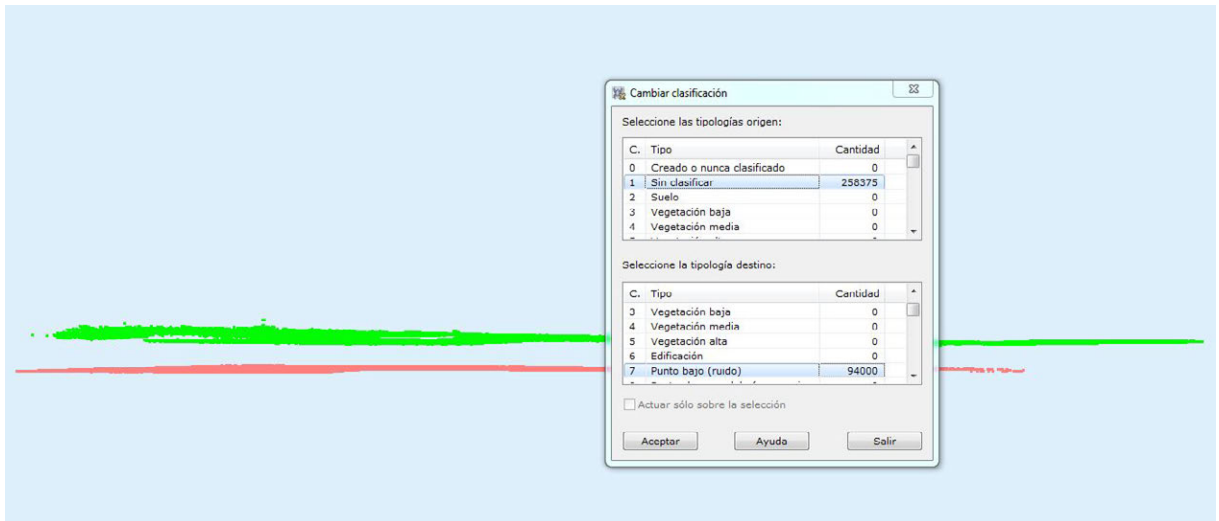 Cambiar clasificación
Seleccione las tipologías origen:
C. Tipo Cantidad
0 Creado o nunca clasificado 0
1 Sin clasificar 258375
2 Suelo 0
3 Vegetación baja 0
4 Vegetación media 0
Seleccione la tipología destino:
C. Tipo Cantidad
3 Vegetación baja 0
4 Vegetación media 0
5 Vegetación alta 0
6 Edificación 0
7 Punto bajo (ruido) 94000
Actuar sólo sobre la selección
Aceptar Ayuda Salir